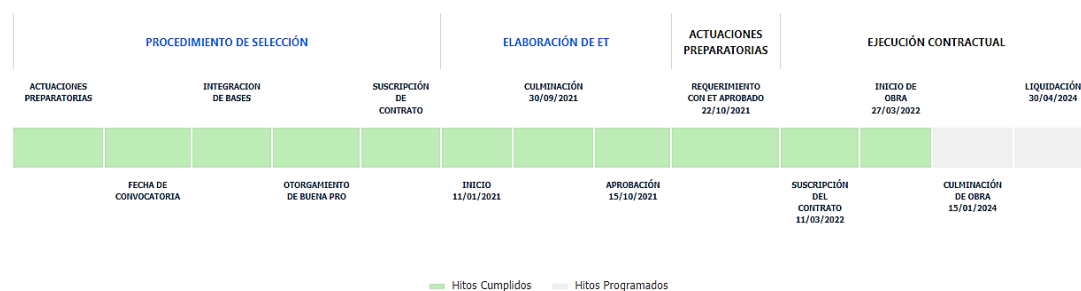 PROCEDIMIENTO DE SELECCIÓN
ELABORACIÓN DE ET
ACTUACIONES
PREPARATORIAS
EJECUCIÓN CONTRACTUAL
ACTUACIONES
PREPARATORIAS
INTEGRACION
DE BASES
SUSCRIPCIÓN
DE
CONTRATO
CULMINACIÓN
30/09/2021
REQUERIMIENTO
CON ET APROBADO
22/10/2021
INICIO DE
OBRA
27/03/2022
LIQUIDACIÓN
30/04/2024
FECHA DE
CONVOCATORIA
OTORGAMIENTO
DE BUENA PRO
INICIO
11/01/2021
APROBACIÓN
15/10/2021
SUSCRIPCIÓN
DEL
CONTRATO
11/03/2022
CULMINACIÓN
DE OBRA
15/01/2024
Hitos Cumplidos
Hitos Programados